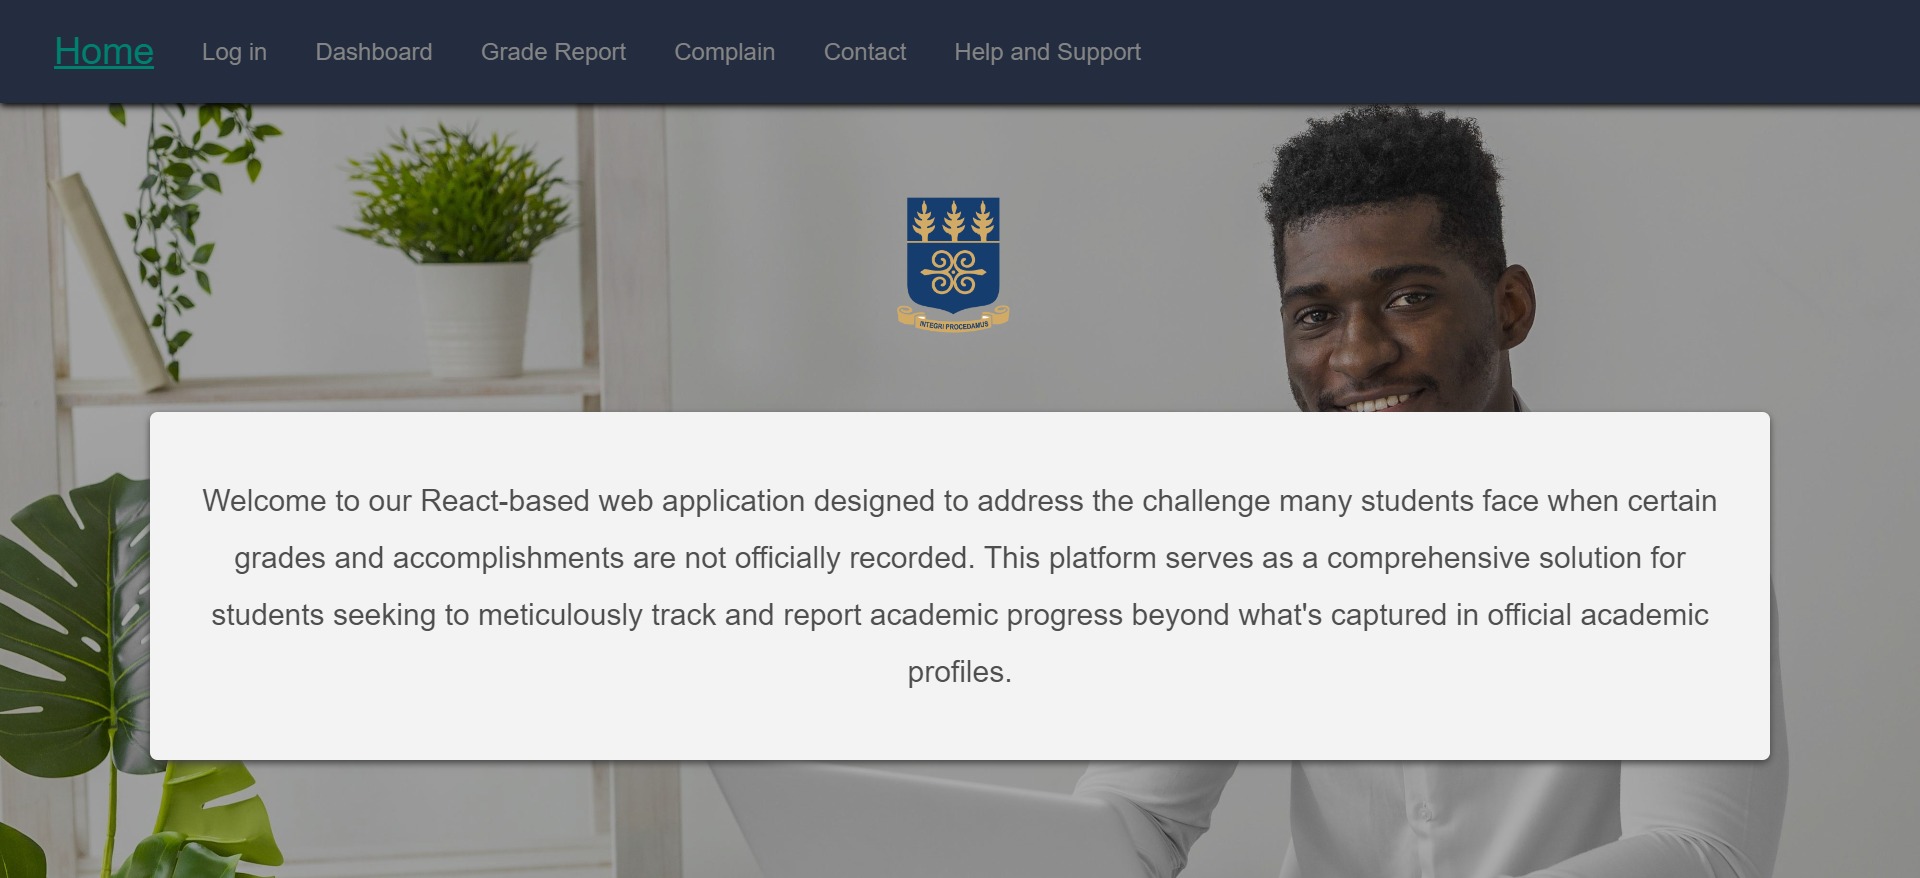 Home Log in Dashboard Grade Report Complain Contact Help and Support
INTEGRI PROCEDAMUS
Welcome to our React-based web application designed to address the challenge many students face when certain
grades and accomplishments are not officially recorded. This platform serves as a comprehensive solution for
students seeking to meticulously track and report academic progress beyond what's captured in official academic
profiles.